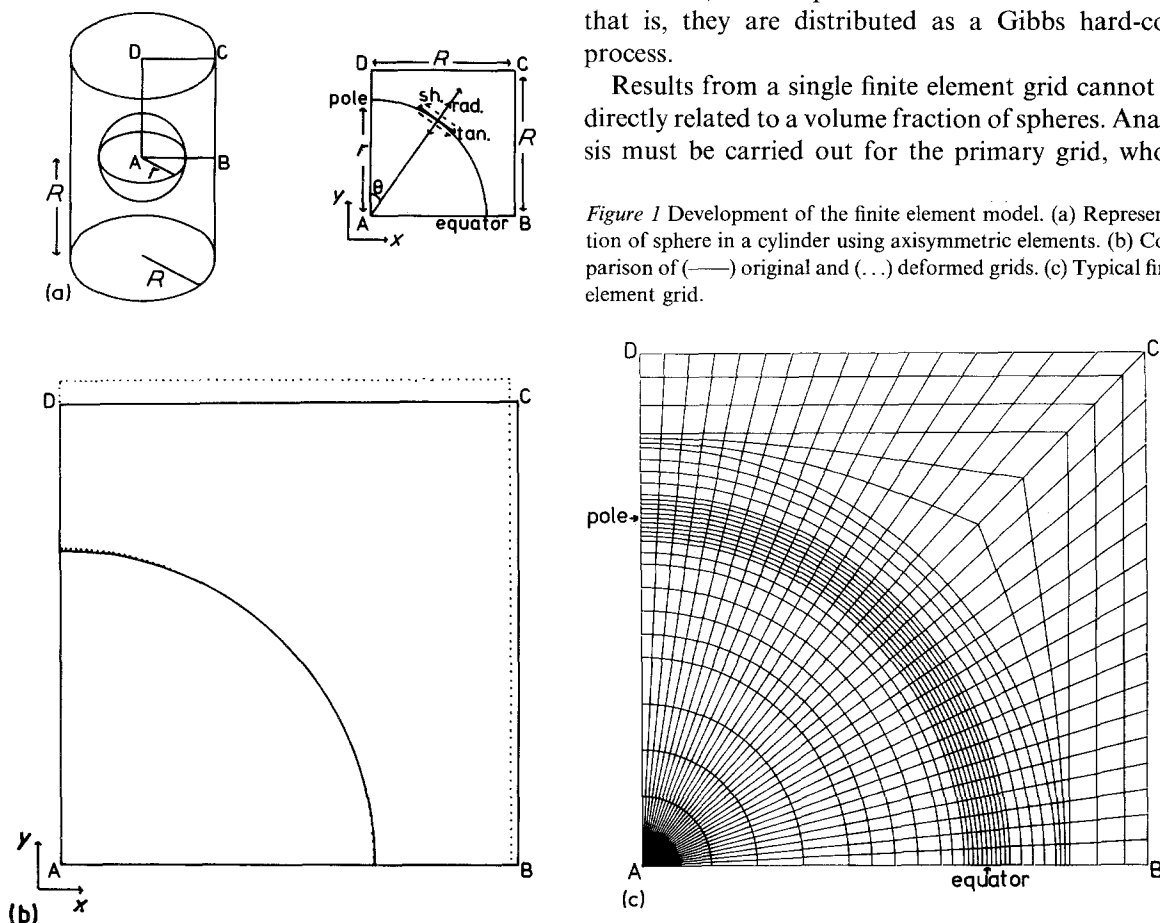 that is, they are distributed as a Gibbs hard-co
process.
Results from a single finite element grid cannot
directly related to a volume fraction of spheres. Ana
sis must be carried out for the primary grid, who
Figure 1 Development of the finite element model. (a) Represen
tion of sphere in a cylinder using axisymmetric elements. (b) Co
parison of (——) original and (...) deformed grids. (c) Typical fin
element grid.
D C
A B
r
R
R
(a)
D R C
pole
sh. rad.
tan.
r
R
θ
y
A equator B
x
D C
A B
y
x
(b)
D C
pole
A B
equator
(c)